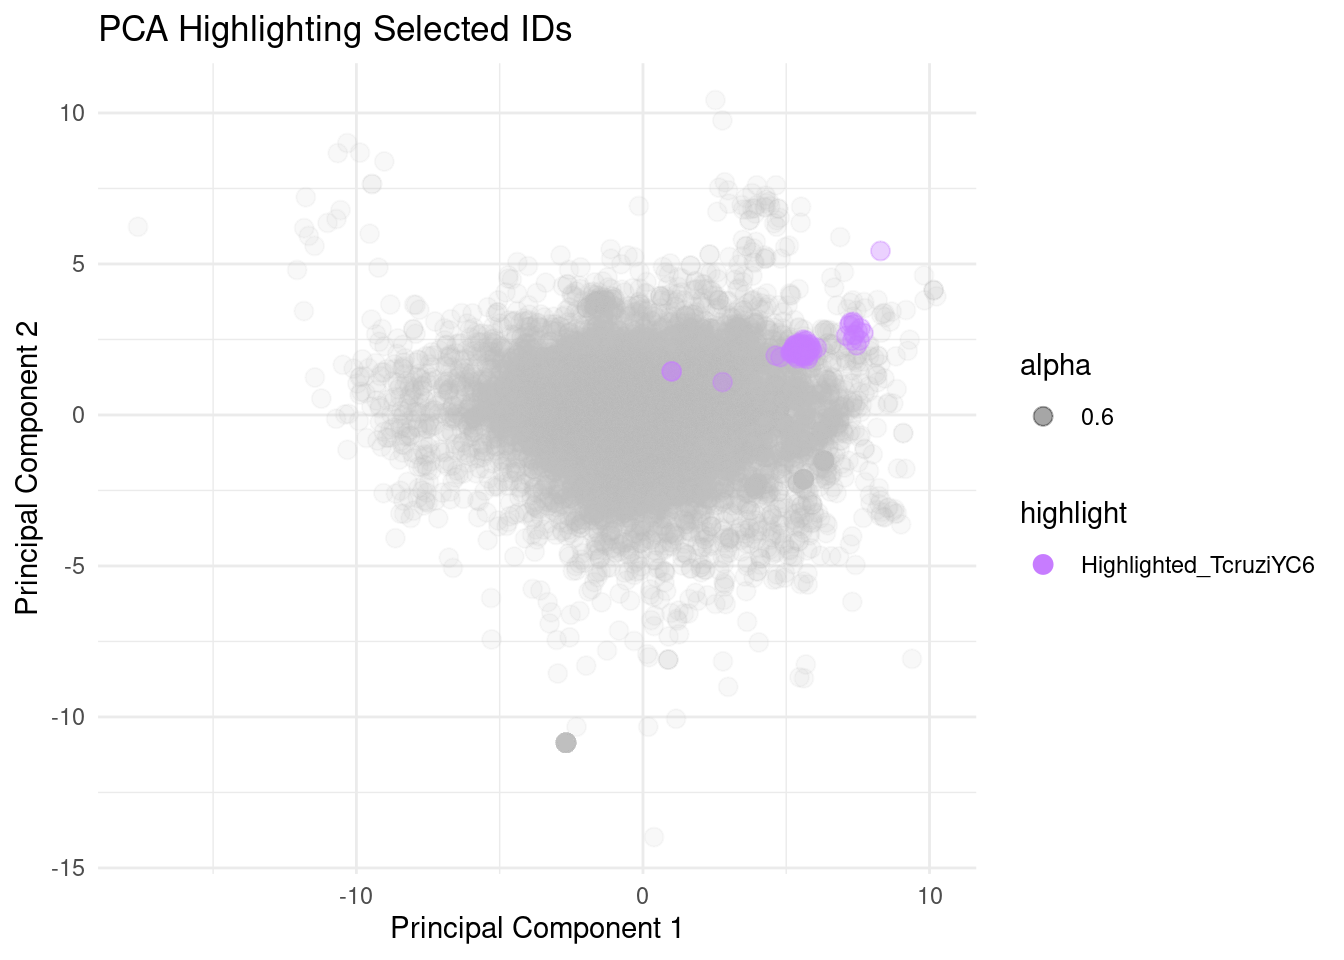 PCA Highlighting Selected IDs
10
5
0
-5
-10
-15
Principal Component 2
-10
0
10
Principal Component 1
alpha
0.6
highlight
Highlighted_TcruziYC6